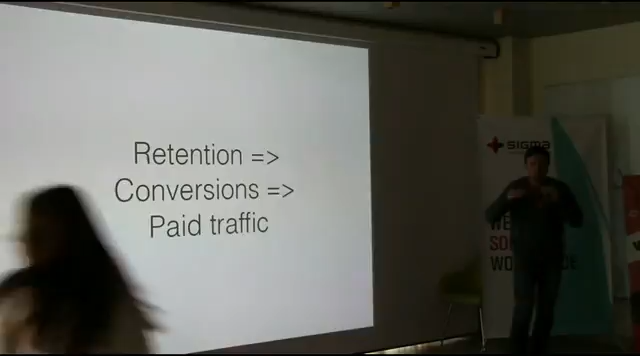 Retention =>
Conversions =>
Paid traffic
SIGMA